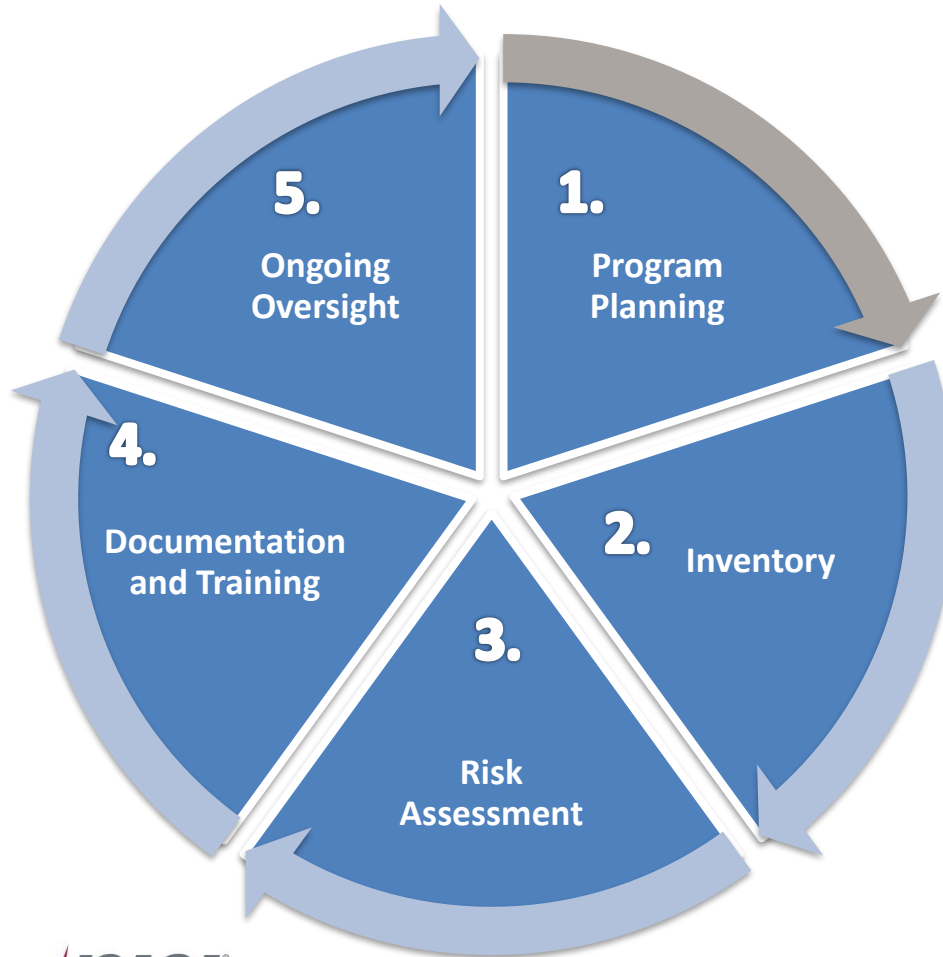 1.
Program
Planning
2.
Inventory
3.
Risk
Assessment
4.
Documentation
and Training
5.
Ongoing
Oversight